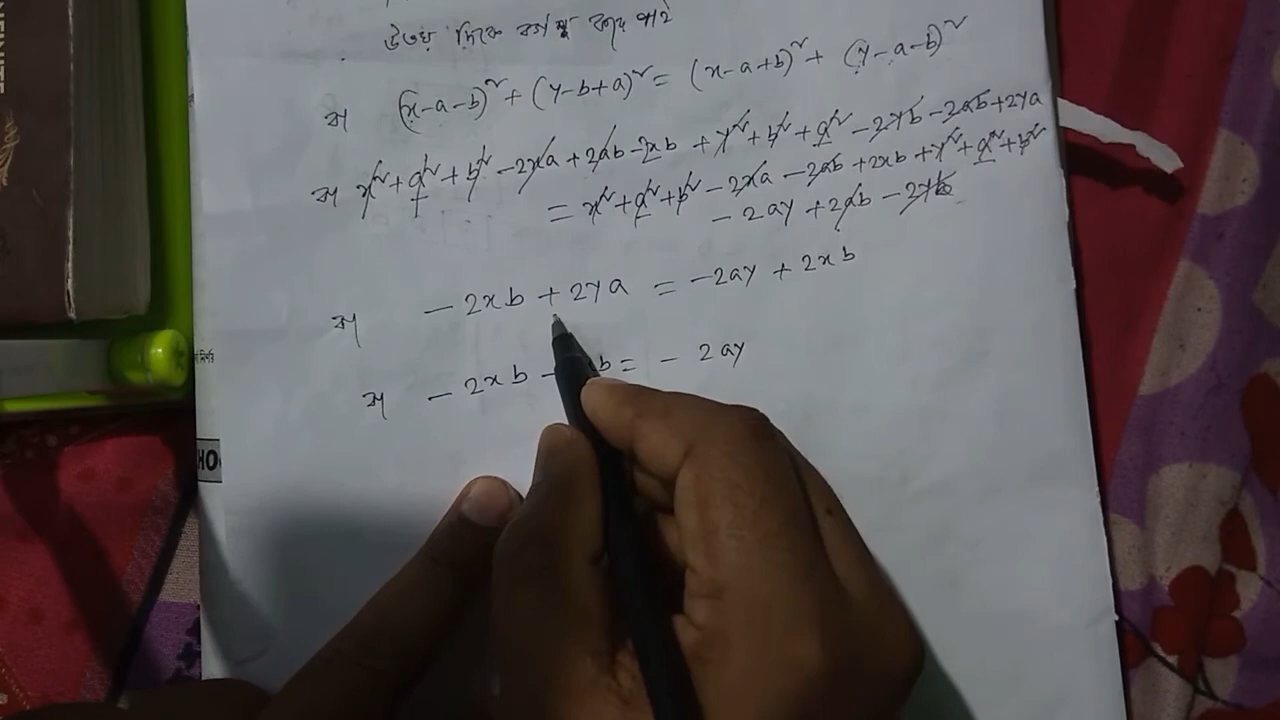 উভয় দিকে বর্গ করে পাই
বা (x-a-b)² + (y-b+a)² = (x-a+b)² + (y-a-b)²
বা x² + a² + b² - 2xa + 2ab - 2xb + y² + b² + a² - 2yb - 2ab + 2ya
= x² + a² + b² - 2xa - 2ab + 2xb + y² + a² + b²
- 2ay + 2ab - 2yb
বা - 2xb + 2ya = -2ay + 2xb
বা - 2xb - b = - 2ay
HO